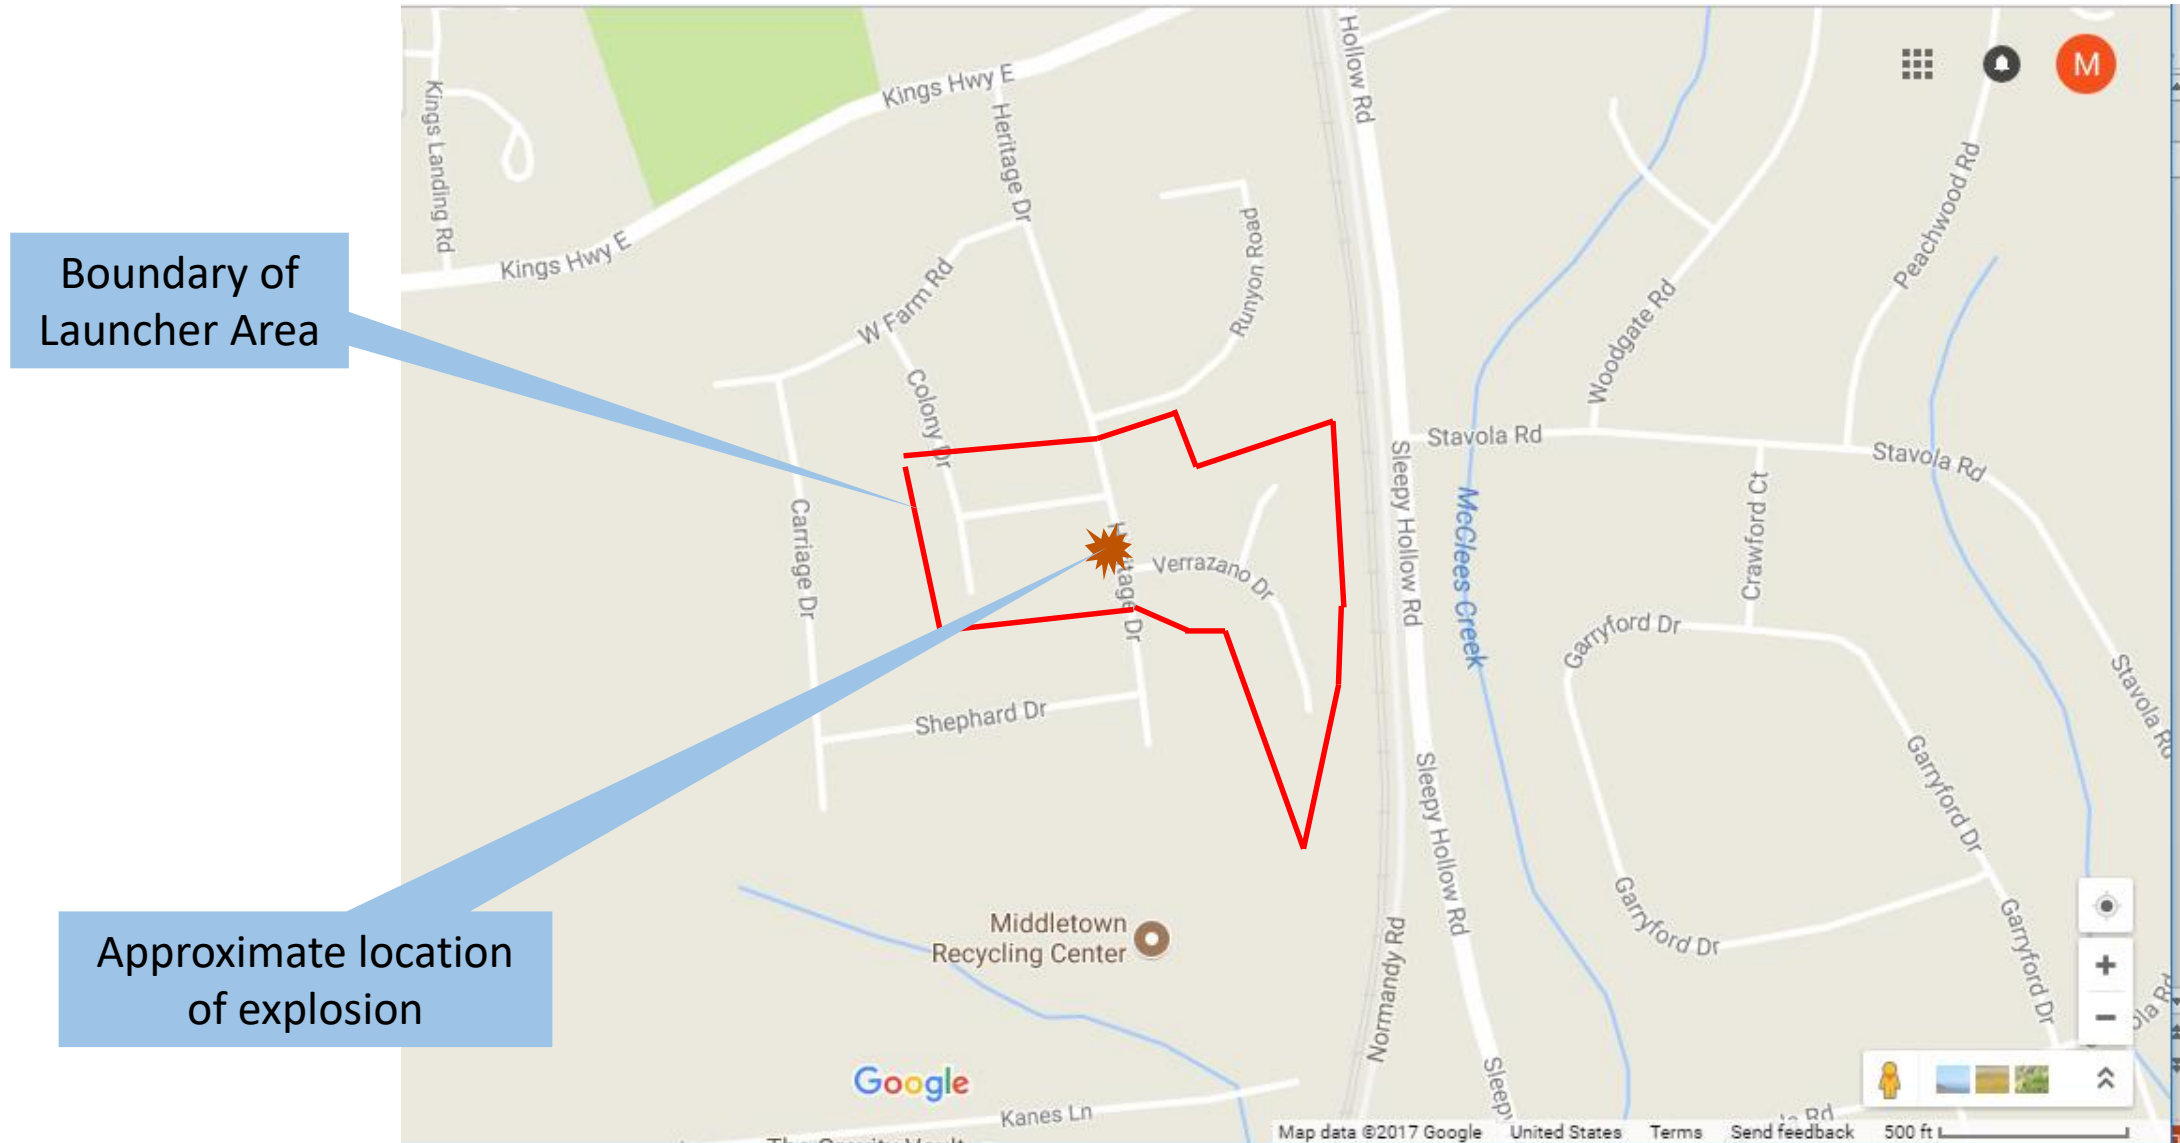 Boundary of
Launcher Area
Approximate location
of explosion
Kings Landing Rd
Kings Hwy E
Kings Hwy E
Heritage Dr
Hollow Rd
Runyon Road
W Farm Rd
Colony Dr
Carriage Dr
Heritage Dr
Verrazano Dr
Shephard Dr
Sleepy Hollow Rd
Sleepy Hollow Rd
Sleepy
McClees Creek
Stavola Rd
Stavola Rd
Stavola Rd
Woodgate Rd
Peachwood Rd
Crawford Ct
Garryford Dr
Garryford Dr
Garryford Dr
Garryford Dr
Normandy Rd
Middletown
Recycling Center
Kanes Ln
Google
M
Map data ©2017 Google United States Terms Send feedback 500 ft